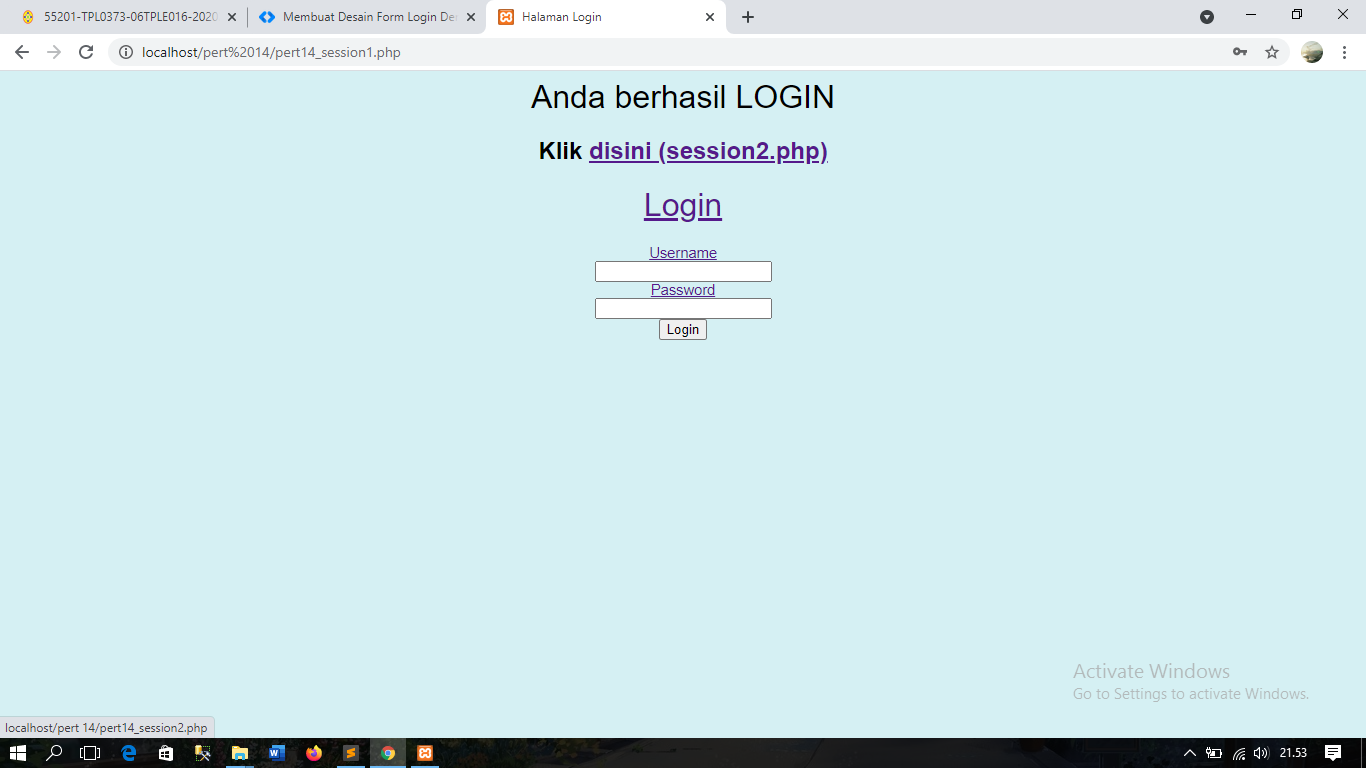 55201-TPL0373-06TPLE016-2020
Membuat Desain Form Login De
Halaman Login
localhost/pert%2014/pert14_session1.php
Anda berhasil LOGIN
Klik disini (session2.php)
Login
Username
Password
Login
Activate Windows
Go to Settings to activate Windows.
localhost/pert 14/pert14_session2.php
21.53